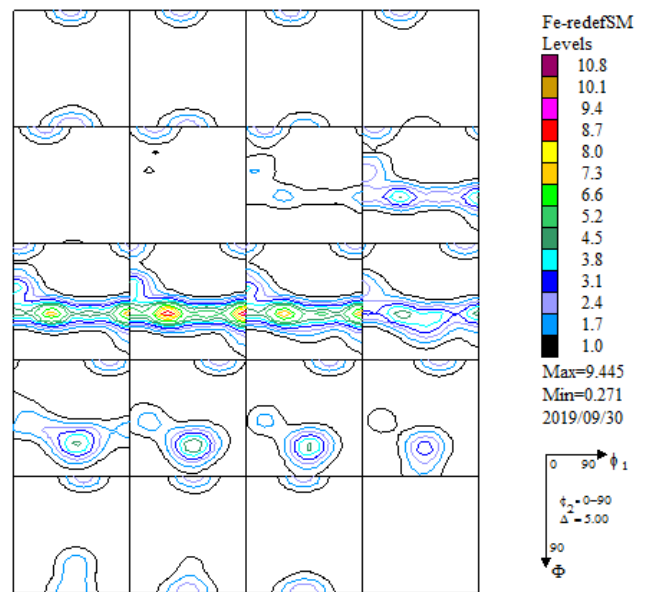 Fe-redefSM
Levels
10.8
10.1
9.4
8.7
8.0
7.3
6.6
5.2
4.5
3.8
3.1
2.4
1.7
1.0
Max=9.445
Min=0.271
2019/09/30
0 90 ϕ1
ϕ2 = 0-90
Δ = 5.00
90
Φ